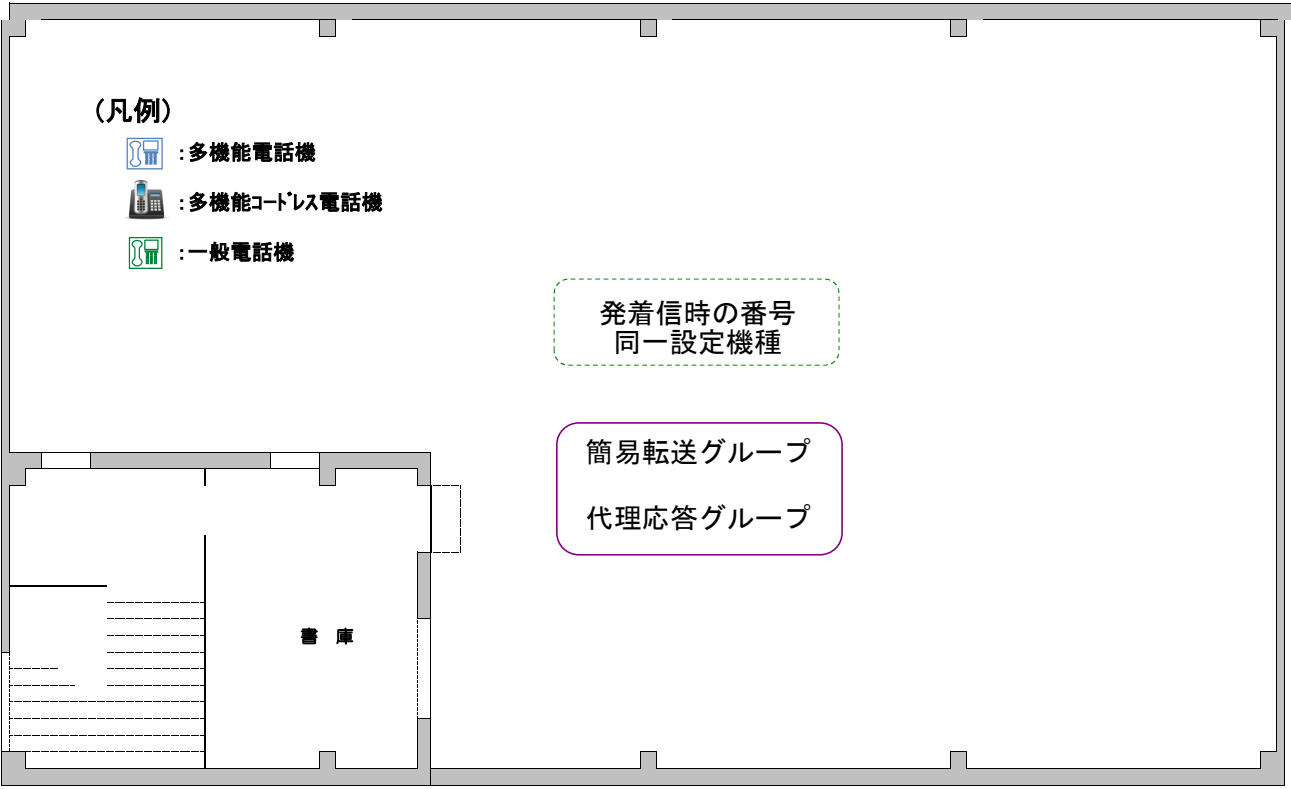 (凡例)
：多機能電話機
：多機能ｺｰﾄﾞﾚｽ電話機
：一般電話機
発着信時の番号
同一設定機種
簡易転送グループ
代理応答グループ
書　庫